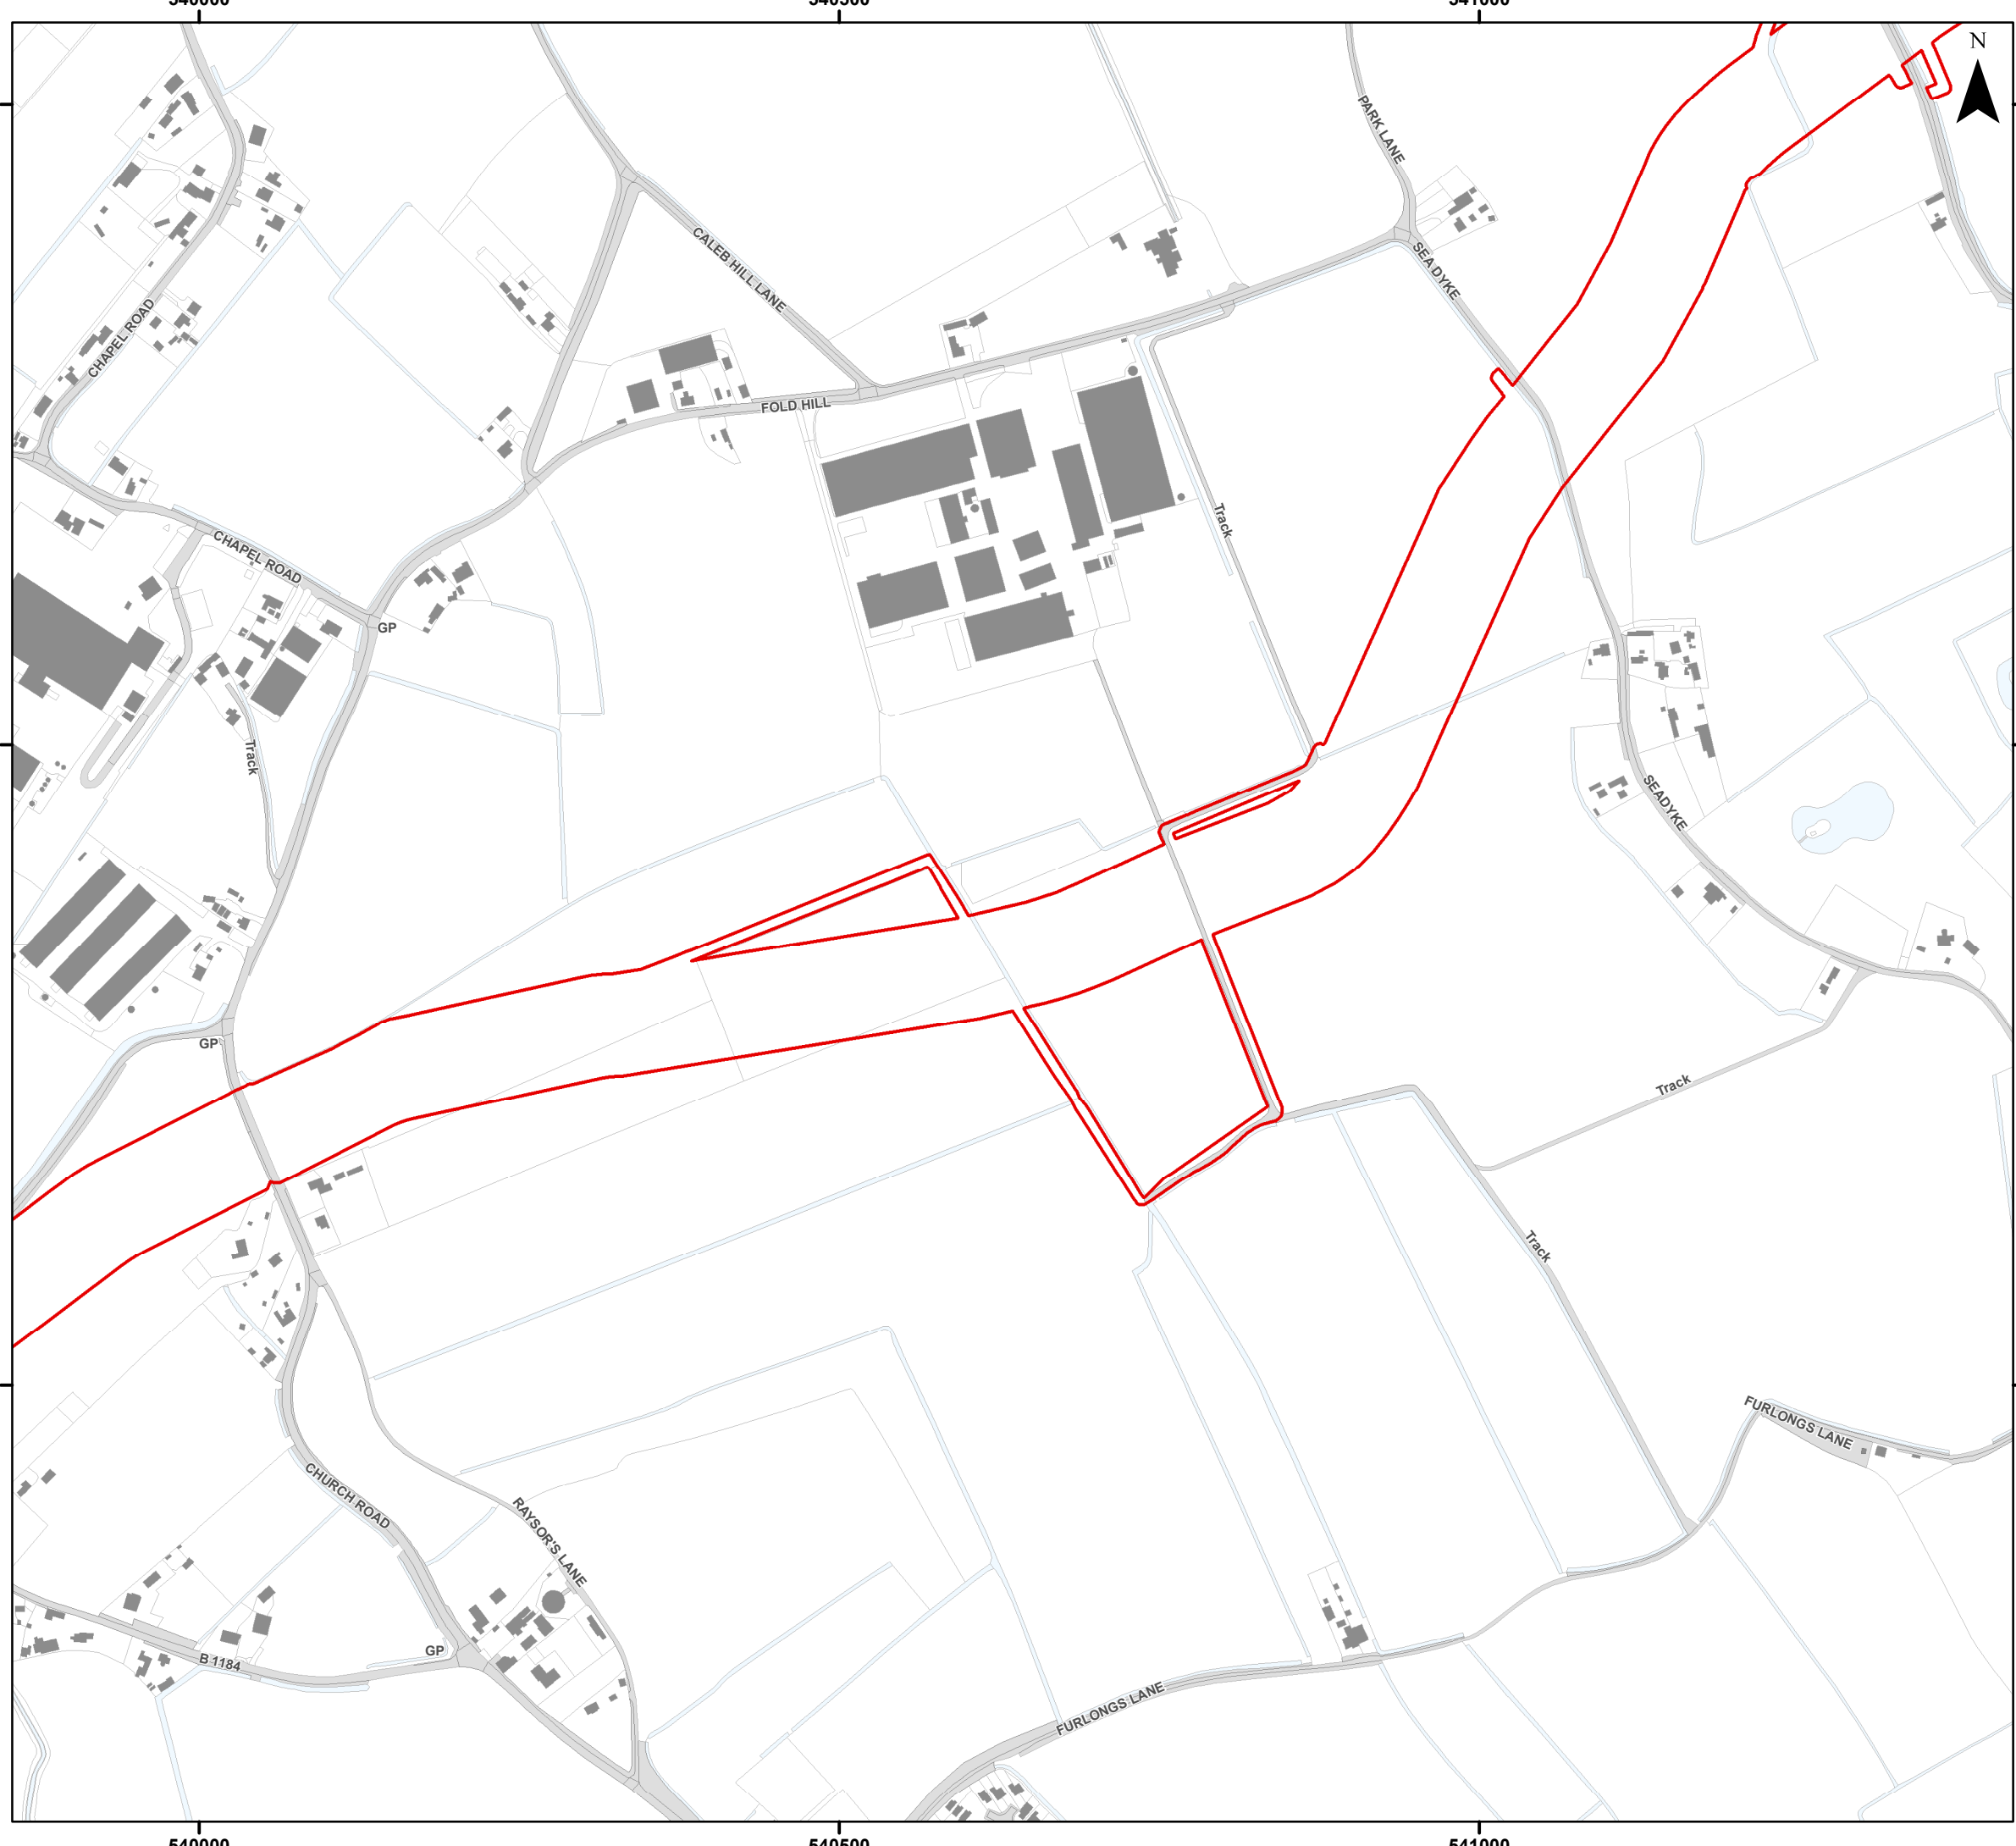 540000
540500
541000
N
PARK LANE
CALEB HILL LANE
SEA DYKE
CHAPEL ROAD
FOLD HILL
Track
CHAPEL ROAD
GP
Track
SEADYKE
GP
Track
Track
FURLONGS LANE
CHURCH ROAD
RAYSOR'S LANE
GP
B 1184
FURLONGS LANE
540000
540500
541000